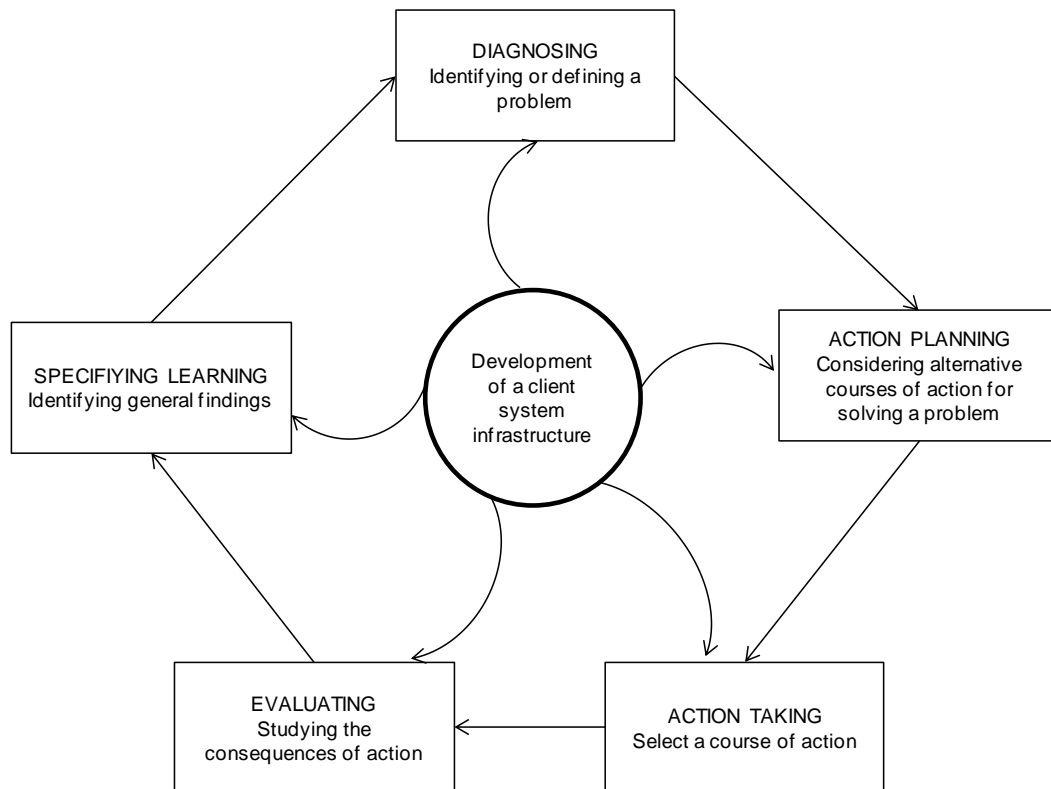 DIAGNOSING
Identifying or defining a
problem
ACTION PLANNING
Considering alternative
courses of action for
solving a problem
SPECIFIYING LEARNING
Identifying general findings
Development
of a client
system
infrastructure
EVALUATING
Studying the
consequences of action
ACTION TAKING
Select a course of action